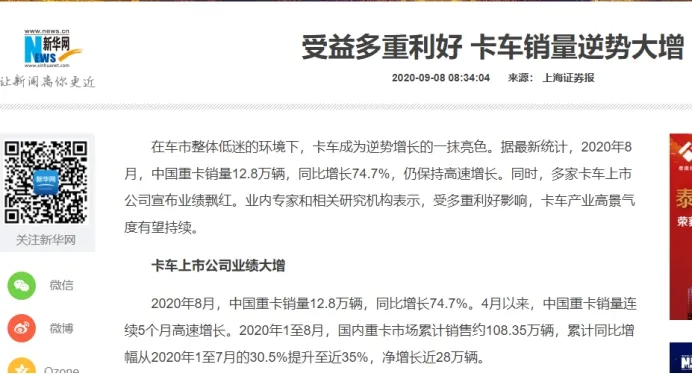 www.news.cn
新华网
NEWS
www.xinhuanet.com
让新闻离你更近
受益多重利好 卡车销量逆势大增
2020-09-08 08:34:04 来源： 上海证券报
在车市整体低迷的环境下，卡车成为逆势增长的一抹亮色。据最新统计，2020年8
月，中国重卡销量12.8万辆，同比增长74.7%，仍保持高速增长。同时，多家卡车上市
公司宣布业绩飘红。业内专家和相关研究机构表示，受多重利好影响，卡车产业高景气
度有望持续。
卡车上市公司业绩大增
2020年8月，中国重卡销量12.8万辆，同比增长74.7%。4月以来，中国重卡销量连
续5个月高速增长。2020年1至8月，国内重卡市场累计销售约108.35万辆，累计同比增
幅从2020年1至7月的30.5%提升至近35%，净增长近28万辆。
新华网
关注新华网
微信
微博
Qzone
泰
荣